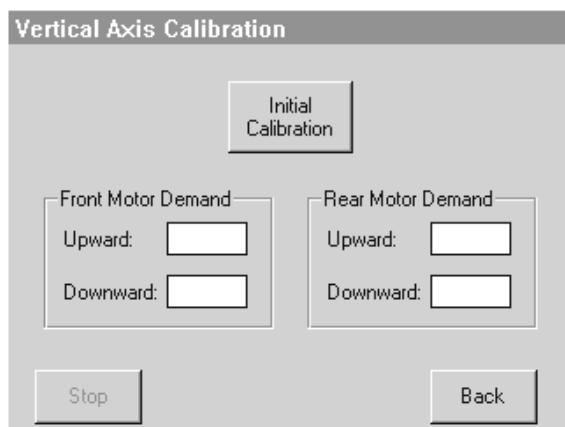 Vertical Axis Calibration
Initial
Calibration
Front Motor Demand
Upward:
Downward:
Rear Motor Demand
Upward:
Downward:
Stop
Back